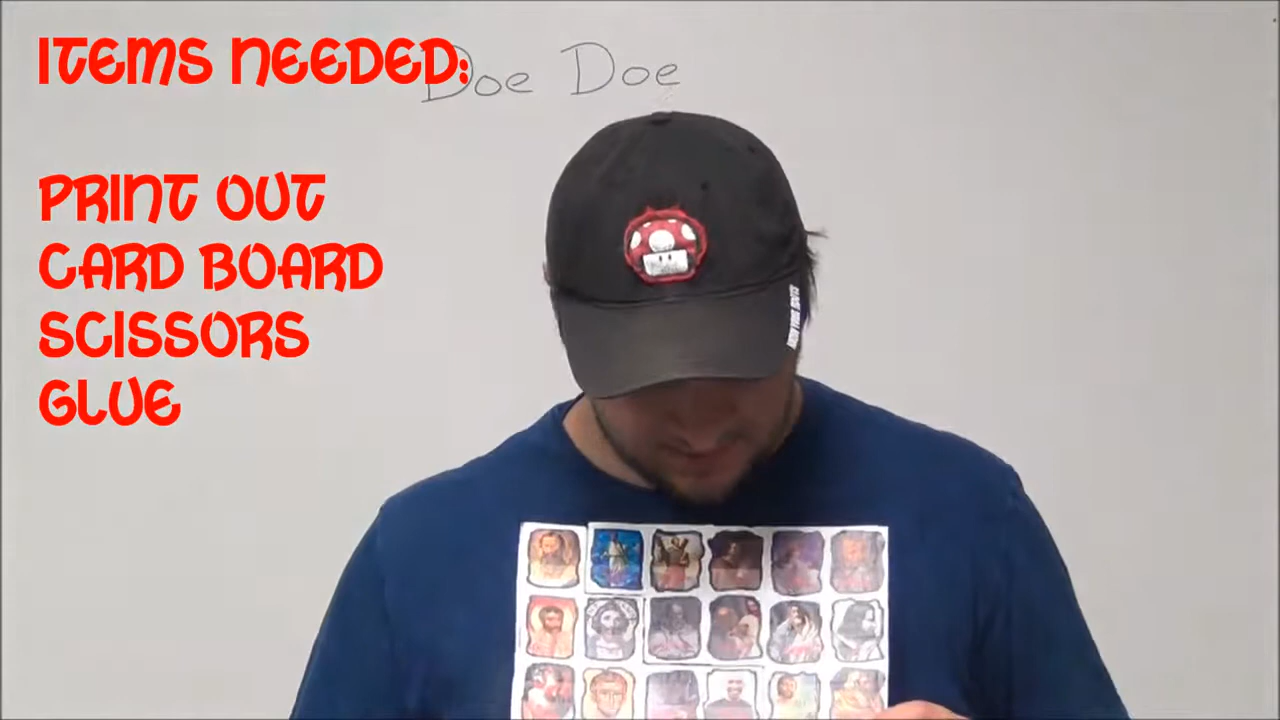 ITEMS NEEDED:
Doe Doe
PRINT OUT
CARD BOARD
SCISSORS
GLUE